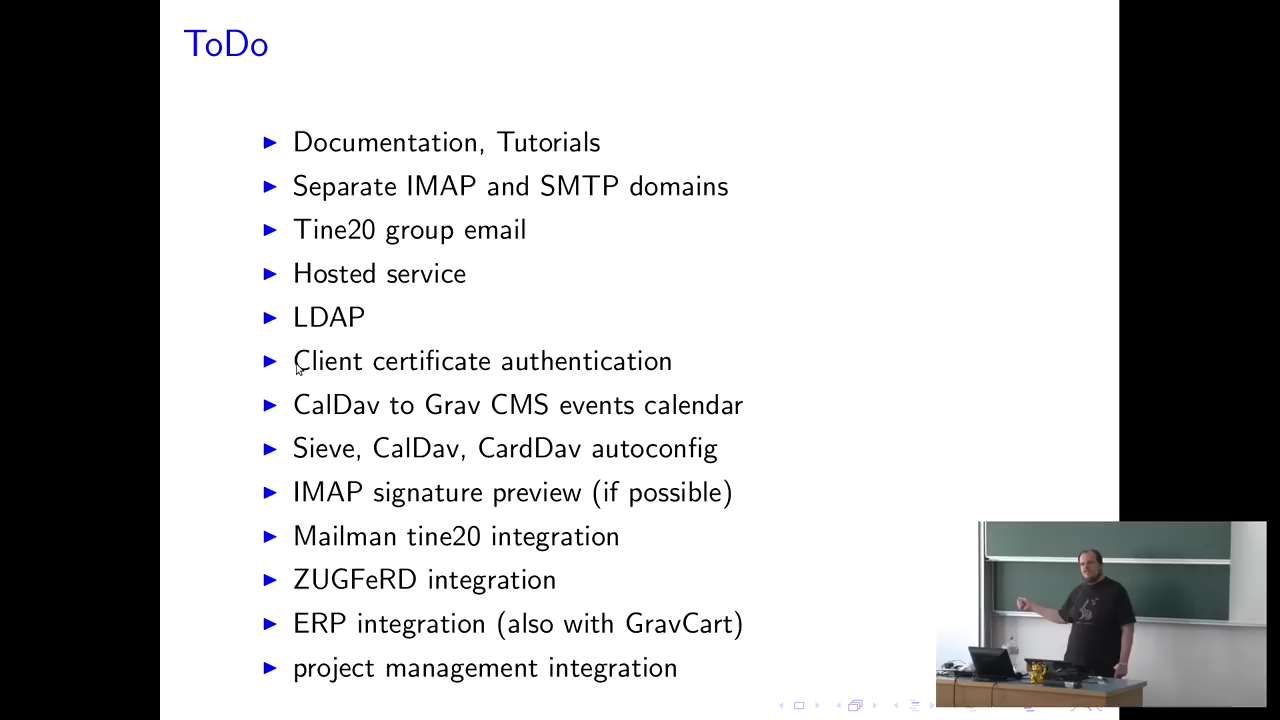 ToDo
Documentation, Tutorials
Separate IMAP and SMTP domains
Tine20 group email
Hosted service
LDAP
Client certificate authentication
CalDav to Grav CMS events calendar
Sieve, CalDav, CardDav autoconfig
IMAP signature preview (if possible)
Mailman tine20 integration
ZUGFeRD integration
ERP integration (also with GravCart)
project management integration